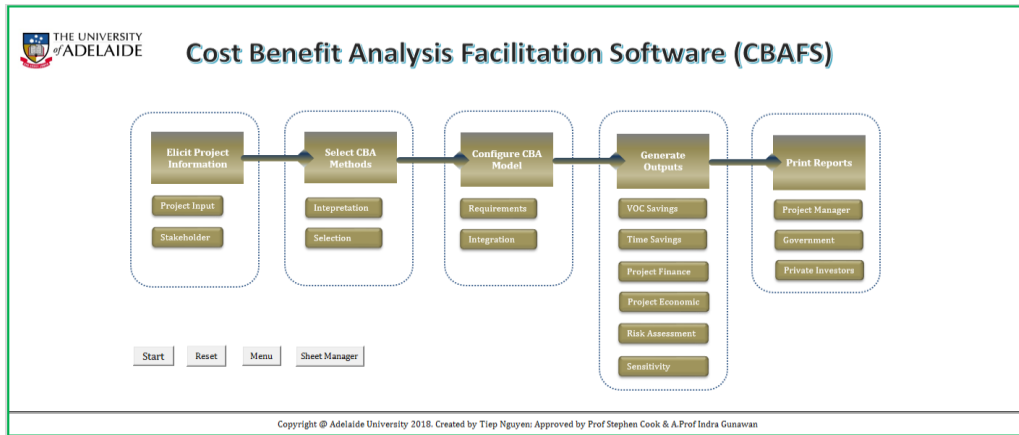 THE UNIVERSITY
of ADELAIDE
Cost Benefit Analysis Facilitation Software (CBAFS)
Elicit Project
Information
Project Input
Stakeholder
Select CBA
Methods
Intepretation
Selection
Configure CBA
Model
Requirements
Integration
Generate
Outputs
VOC Savings
Time Savings
Project Finance
Project Economic
Risk Assessment
Sensitivity
Print Reports
Project Manager
Government
Private Investors
Start
Reset
Menu
Sheet Manager
Copyright @ Adelaide University 2018. Created by Tiep Nguyen; Approved by Prof Stephen Cook & A.Prof Indra Gunawan